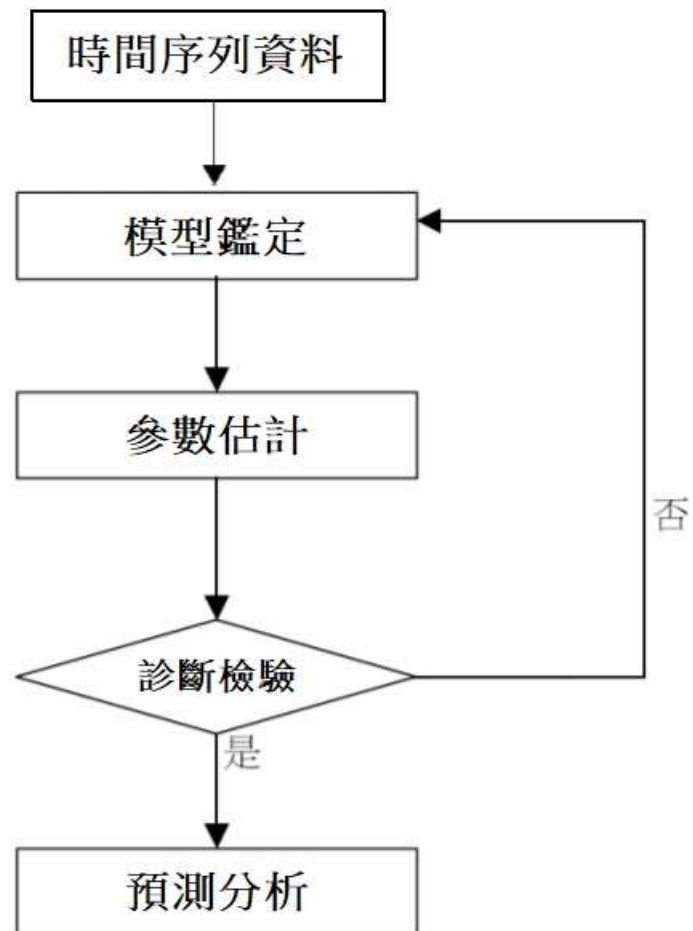 時間序列資料
模型鑑定
參數估計
否
診斷檢驗
是
預測分析